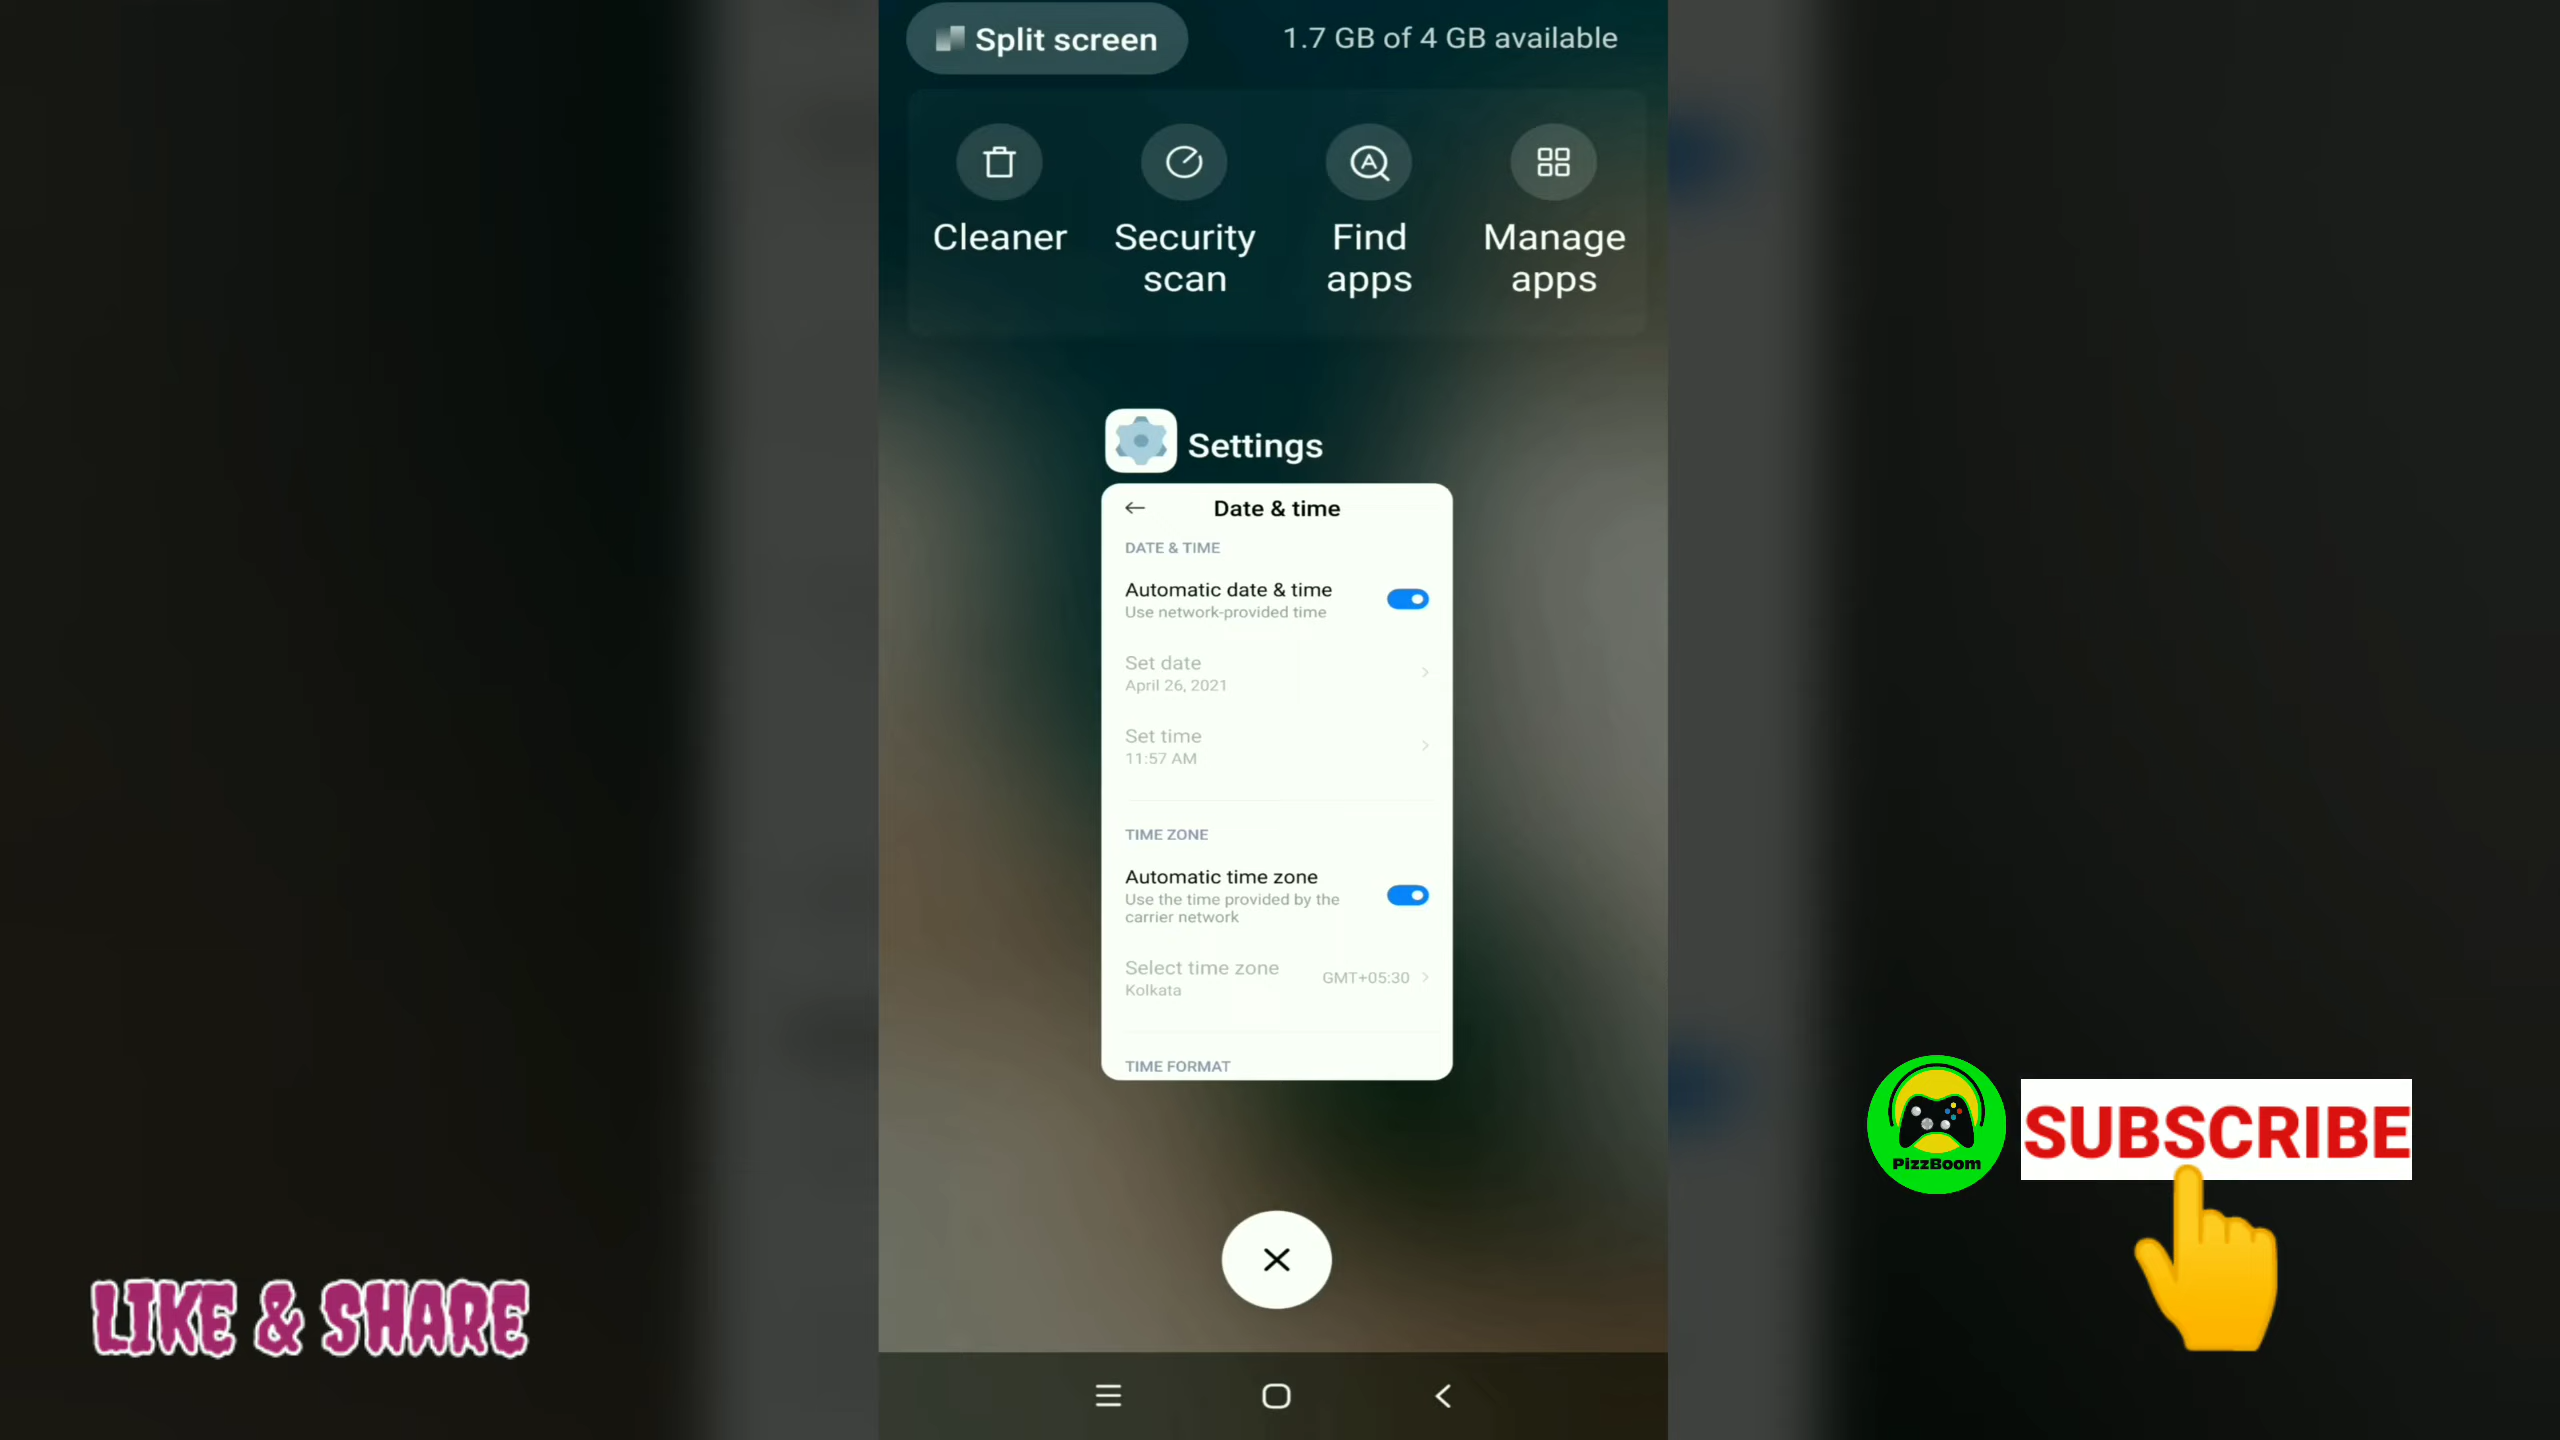 Split screen
1.7 GB of 4 GB available
Cleaner
Security scan
Find apps
Manage apps
Settings
Date & time
DATE & TIME
Automatic date & time
Use network-provided time
Set date
April 26, 2021
Set time
11:57 AM
TIME ZONE
Automatic time zone
Use the time provided by the
carrier network
Select time zone
Kolkata
GMT+05:30
TIME FORMAT
PizzBoom
SUBSCRIBE
LIKE & SHARE